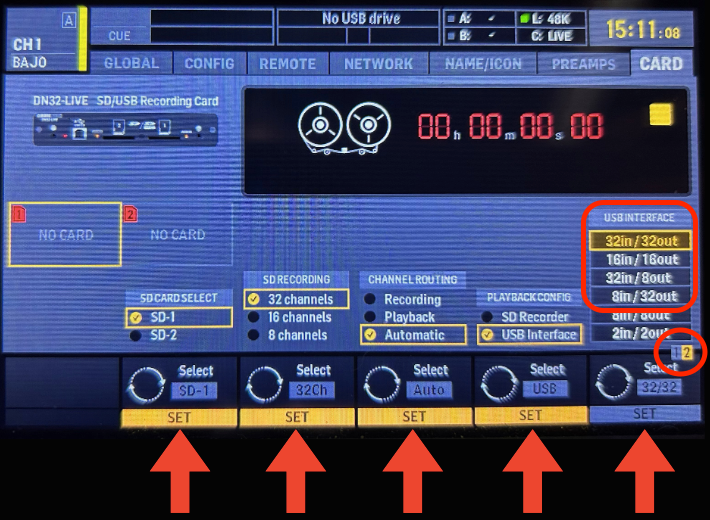 A
CH 1
BAJO
CUE
No USB drive
A:
B:
L: 48K
C: LIVE
15:11:08
GLOBAL
CONFIG
REMOTE
NETWORK
NAME/ICON
PREAMPS
CARD
DN32-LIVE SD/USB Recording Card
00h 00m 00s 00
1
NO CARD
2
NO CARD
SD CARD SELECT
SD-1
SD-2
SD RECORDING
32 channels
16 channels
8 channels
CHANNEL ROUTING
Recording
Playback
Automatic
PLAYBACK CONFIG
SD Recorder
USB Interface
USB INTERFACE
32in/32out
16in/16out
32in/8out
8in/32out
8in/8out
2in/2out
1 2
Select
SD-1
SET
Select
32Ch
SET
Select
Auto
SET
Select
USB
SET
Select
32/32
SET